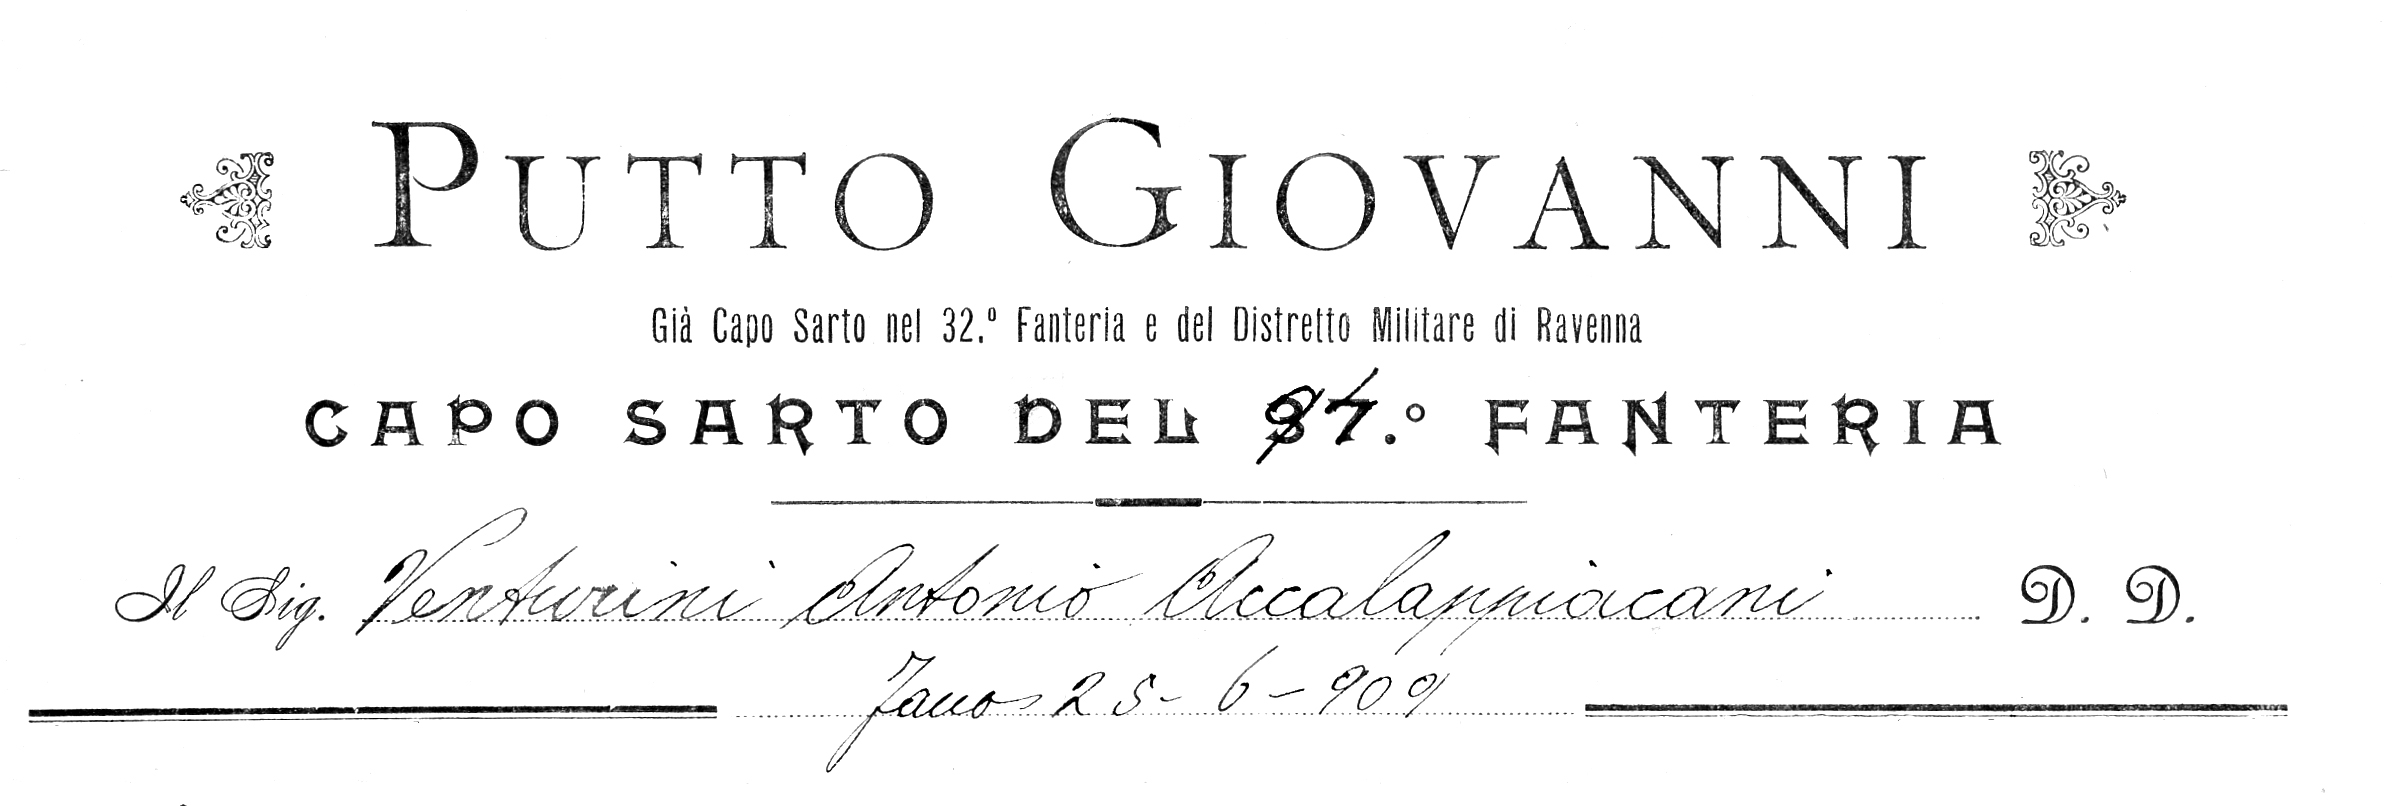 PUTTO GIOVANNI
Già Capo Sarto nel 32.° Fanteria e del Distretto Militare di Ravenna
CAPO SARTO DEL FANTERIA
Il Sig. Venturini Antonio Accalappiacani D. D.
Fano 25-6-909